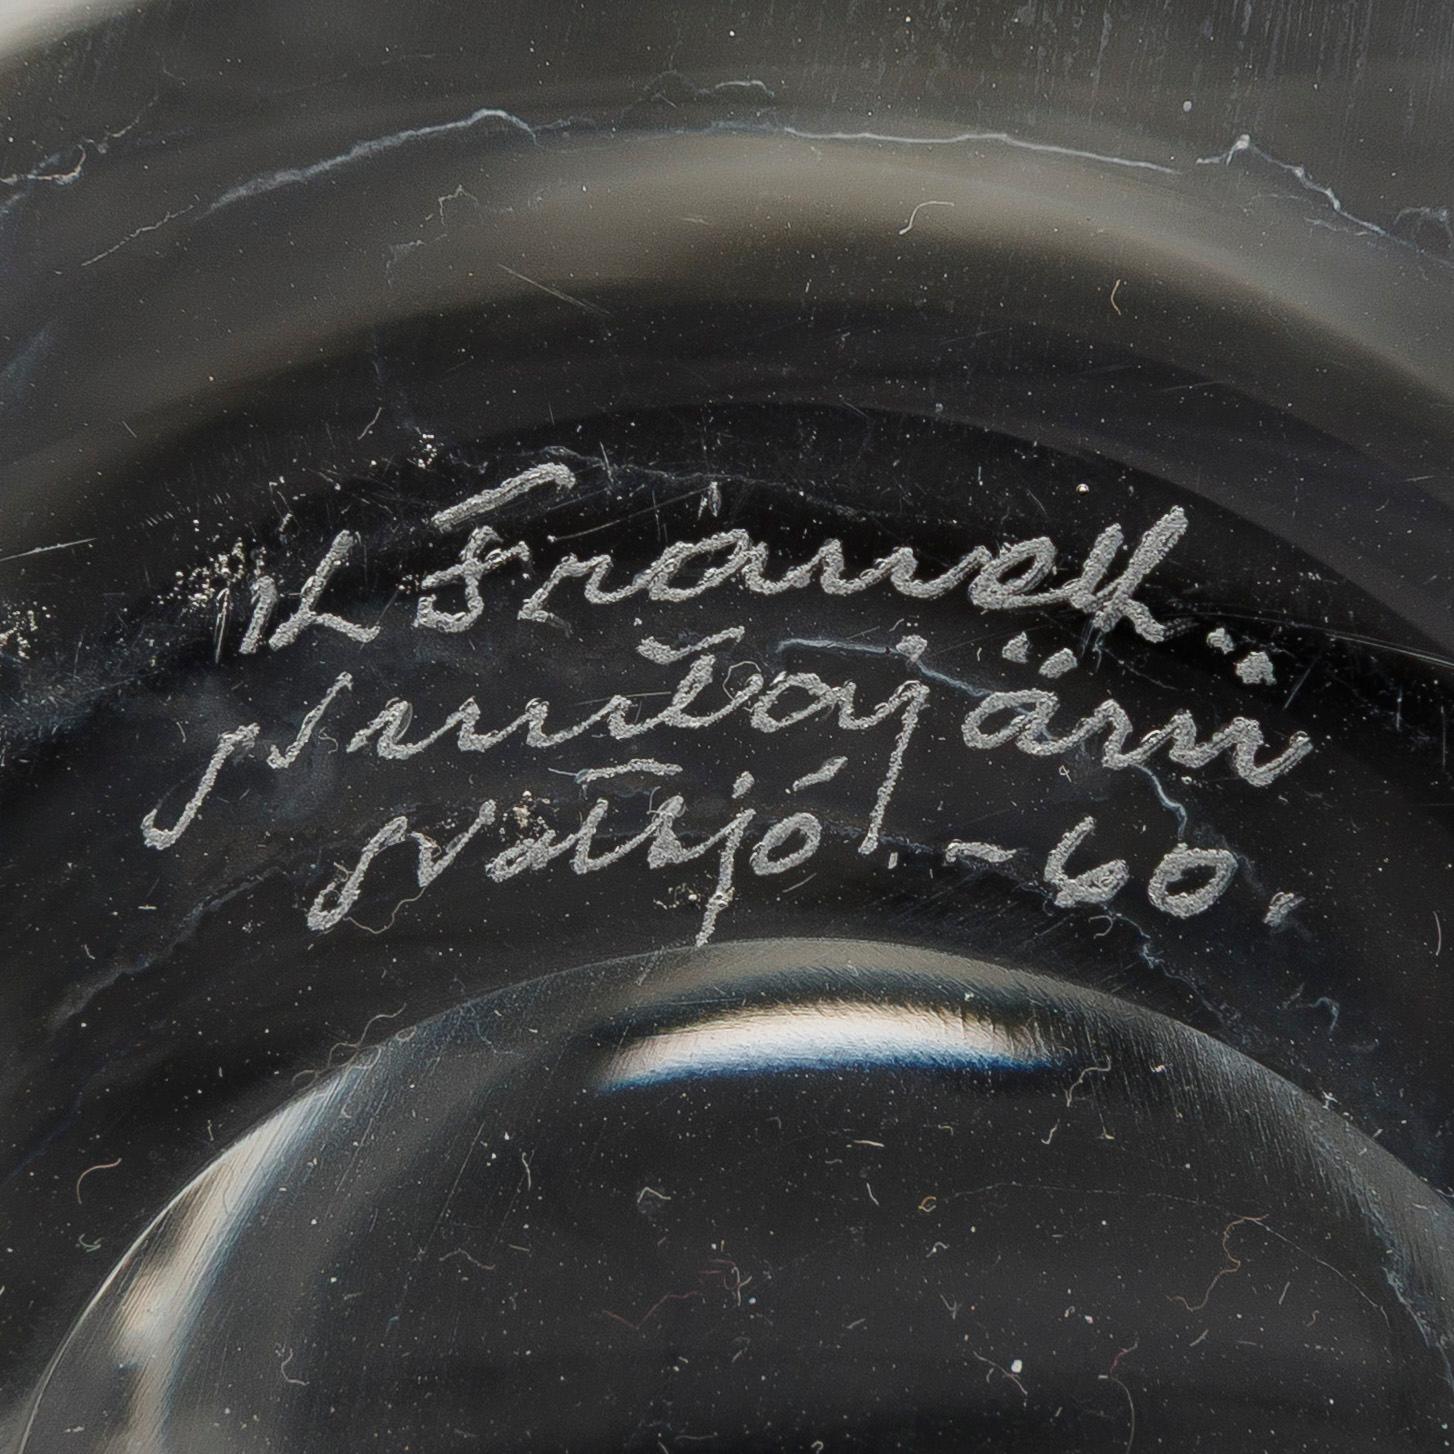 K Franck.
Nuutajärvi
Notsjö. -60.